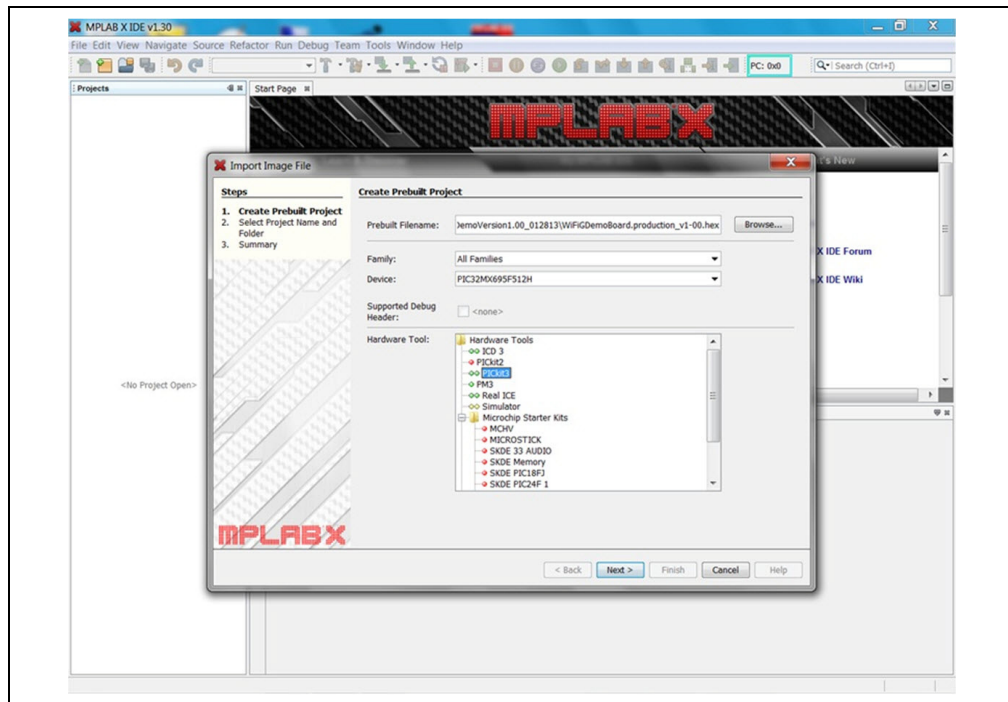 MPLAB X IDE v1.30
File Edit View Navigate Source Refactor Run Debug Team Tools Window Help
PC: 0x0
Search (Ctrl+I)
Projects
Start Page
MPLABX
's New
Import Image File
Steps
1. Create Prebuilt Project
2. Select Project Name and
Folder
3. Summary
Create Prebuilt Project
Prebuilt Filename:
DemoVersion1.00_012813\WiFiGDemoBoard.production_v1-00.hex
Browse...
Family:
All Families
Device:
PIC32MX695F512H
Supported Debug
Header:
<none>
Hardware Tool:
Hardware Tools
ICD 3
PICkit2
PICkit3
PM3
Real ICE
Simulator
Microchip Starter Kits
MCHV
MICROSTICK
SKDE 33 AUDIO
SKDE Memory
SKDE PIC18FJ
SKDE PIC24F 1
X IDE Forum
X IDE Wiki
<No Project Open>
MPLABX
< Back
Next >
Finish
Cancel
Help